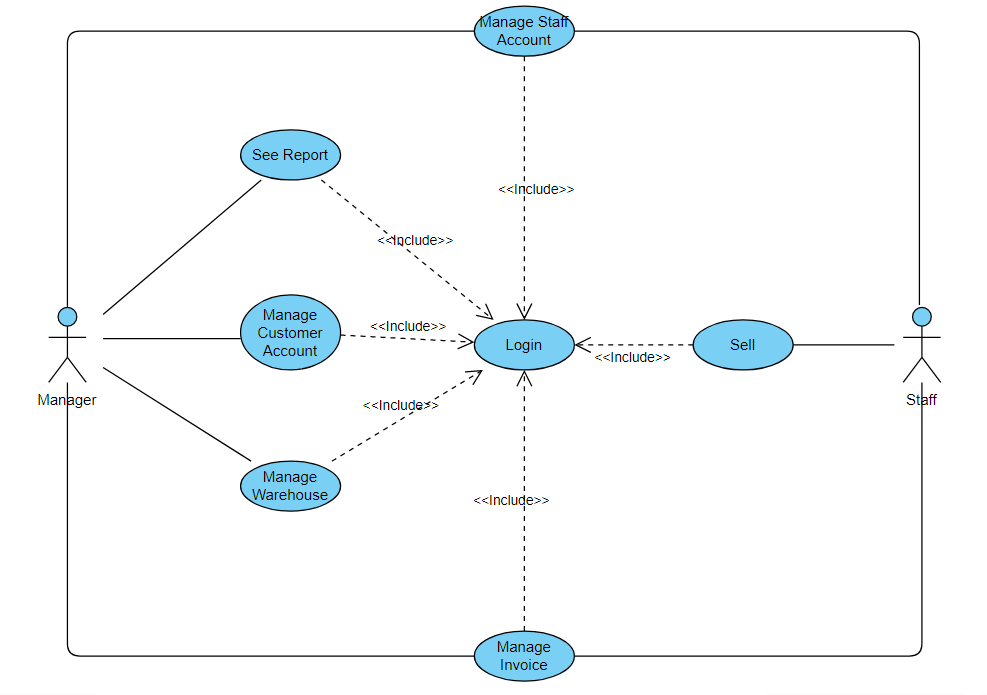 Manage Staff
Account
<<Include>>
See Report
<<Include>>
Manage
Customer
Account
<<Include>>
Login
Sell
<<Include>>
Manager
Staff
<<Include>>
Manage
Warehouse
<<Include>>
Manage
Invoice